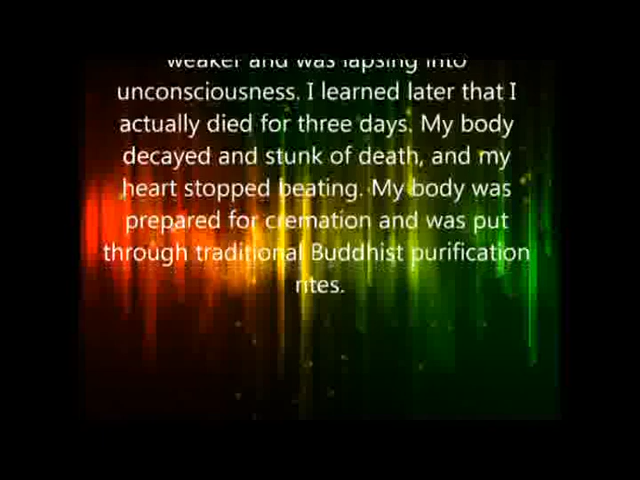 weaker and was lapsing into
unconsciousness. I learned later that I
actually died for three days. My body
decayed and stunk of death, and my
heart stopped beating. My body was
prepared for cremation and was put
through traditional Buddhist purification
rites.